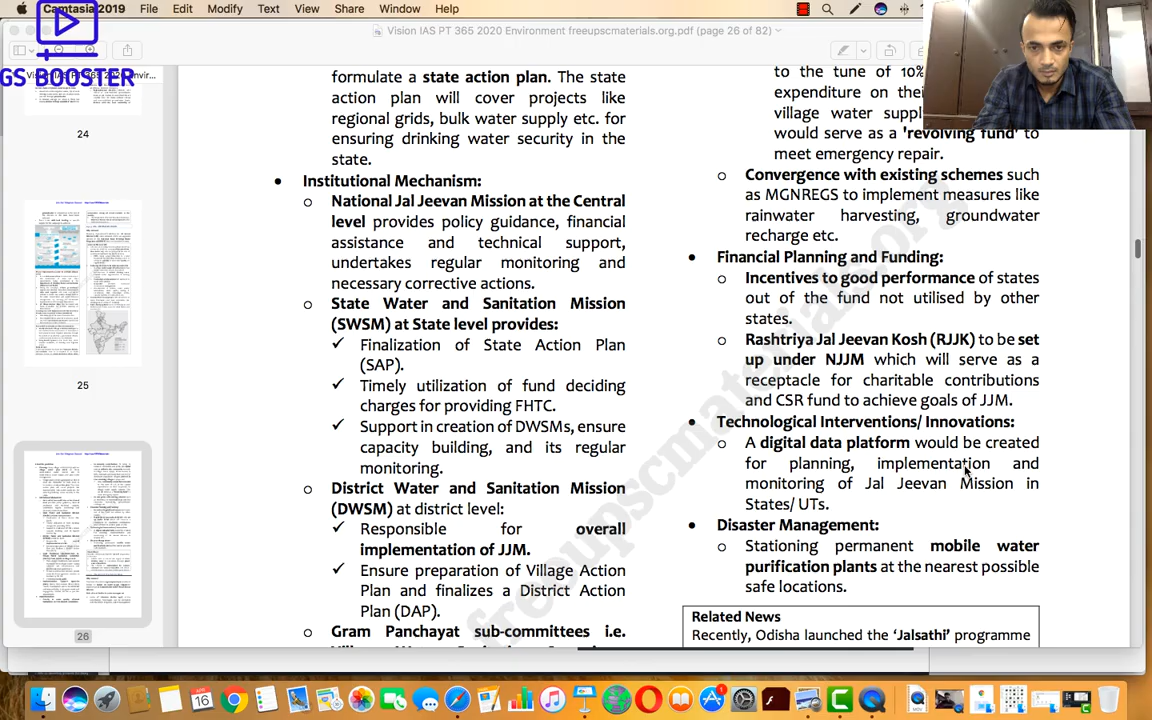 Camtasia 2019 File Edit Modify Text View Share Window Help
Vision IAS PT 365 2020 Environment freeupscmaterials.org.pdf (page 26 of 82)
GS BOOSTER
24
25
26
formulate a state action plan. The state
action plan will cover projects like
regional grids, bulk water supply etc. for
ensuring drinking water security in the
state.
• Institutional Mechanism:
o National Jal Jeevan Mission at the Central
level provides policy guidance, financial
assistance and technical support,
undertakes regular monitoring and
necessary corrective actions.
o State Water and Sanitation Mission
(SWSM) at State level provides:
✓ Finalization of State Action Plan
(SAP).
✓ Timely utilization of fund deciding
charges for providing FHTC.
✓ Support in creation of DWSMs, ensure
capacity building, and its regular
monitoring.
o District Water and Sanitation Mission
(DWSM) at district level:
✓ Responsible for overall
implementation of JJM.
✓ Ensure preparation of Village Action
Plan and finalizes a District Action
Plan (DAP).
o Gram Panchayat sub-committees i.e.
to the tune of 10%
expenditure on
village water
would serve as a 'revolving fund' to
meet emergency repair.
o Convergence with existing schemes such
as MGNREGS to implement measures like
rainwater harvesting, groundwater
recharge etc.
• Financial Planning and Funding:
o Incentives to good performance of states
out of the fund not utilised by other
states.
o Rashtriya Jal Jeevan Kosh (RJJK) to be set
up under NJJM which will serve as a
receptacle for charitable contributions
and CSR fund to achieve goals of JJM.
• Technological Interventions/ Innovations:
o A digital data platform would be created
for planning, implementation and
monitoring of Jal Jeevan Mission in
States/ UTs.
• Disaster Management:
o Stationing permanent mobile water
purification plants at the nearest possible
safe locations.
Related News
Recently, Odisha launched the 'Jalsathi' programme
freeupscmaterials.org
APR
16